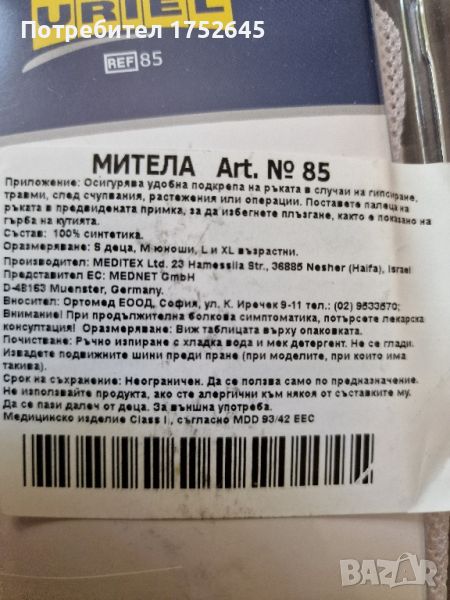 URIEL
Потребител 1752645
REF 85
МИТЕЛА Art. № 85
Приложение: Осигурява удобна подкрепа на ръката в случаи на гипсиране,
травми, след счупвания, разтежения или операции. Поставете палеца на
ръката в предвидената примка, за да избегнете плъзгане, както е показано на
гърба на кутията.
Състав: 100% синтетика.
Оразмеряване: S деца, M юноши, L и XL възрастни.
Производител: MEDITEX Ltd. 23 Hamessila Str., 36885 Nesher (Haifa), Israel
Представител ЕС: MEDNET GmbH
D-48163 Muenster, Germany.
Вносител: Ортомед ЕООД, София, ул. К. Иречек 9-11 тел.: (02) 9533570;
Внимание! При продължителна болкова симптоматика, потърсете лекарска
консултация! Оразмеряване: Виж таблицата върху опаковката.
Почистване: Ръчно изпиране с хладка вода и мек детергент. Не се глади.
Извадете подвижните шини преди пране (при моделите, при които има
такива).
Срок на съхранение: Неограничен. Да се ползва само по предназначение.
Не използвайте продукта, ако сте алергични към някоя от съставките му.
Да се пази далеч от деца. За външна употреба.
Медицинско изделие Class I, съгласно MDD 93/42 EEC
BAZAR